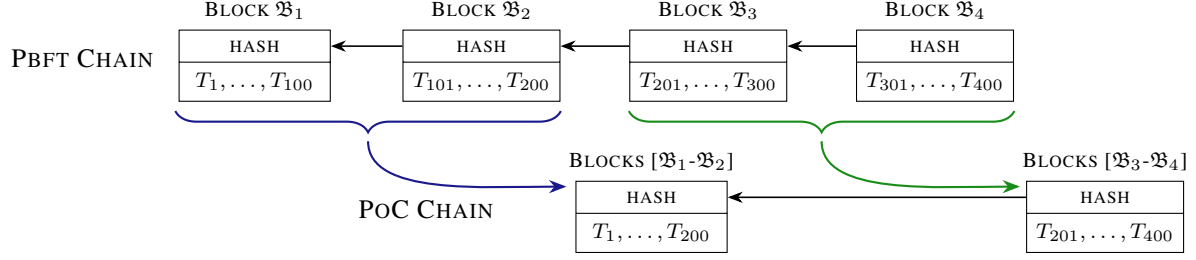 BLOCK 𝔅₁ BLOCK 𝔅₂ BLOCK 𝔅₃ BLOCK 𝔅₄
PBFT CHAIN
HASH HASH HASH HASH
T₁, . . . , T₁₀₀ T₁₀₁, . . . , T₂₀₀ T₂₀₁, . . . , T₃₀₀ T₃₀₁, . . . , T₄₀₀
BLOCKS [𝔅₁-𝔅₂] BLOCKS [𝔅₃-𝔅₄]
POC CHAIN
HASH HASH
T₁, . . . , T₂₀₀ T₂₀₁, . . . , T₄₀₀